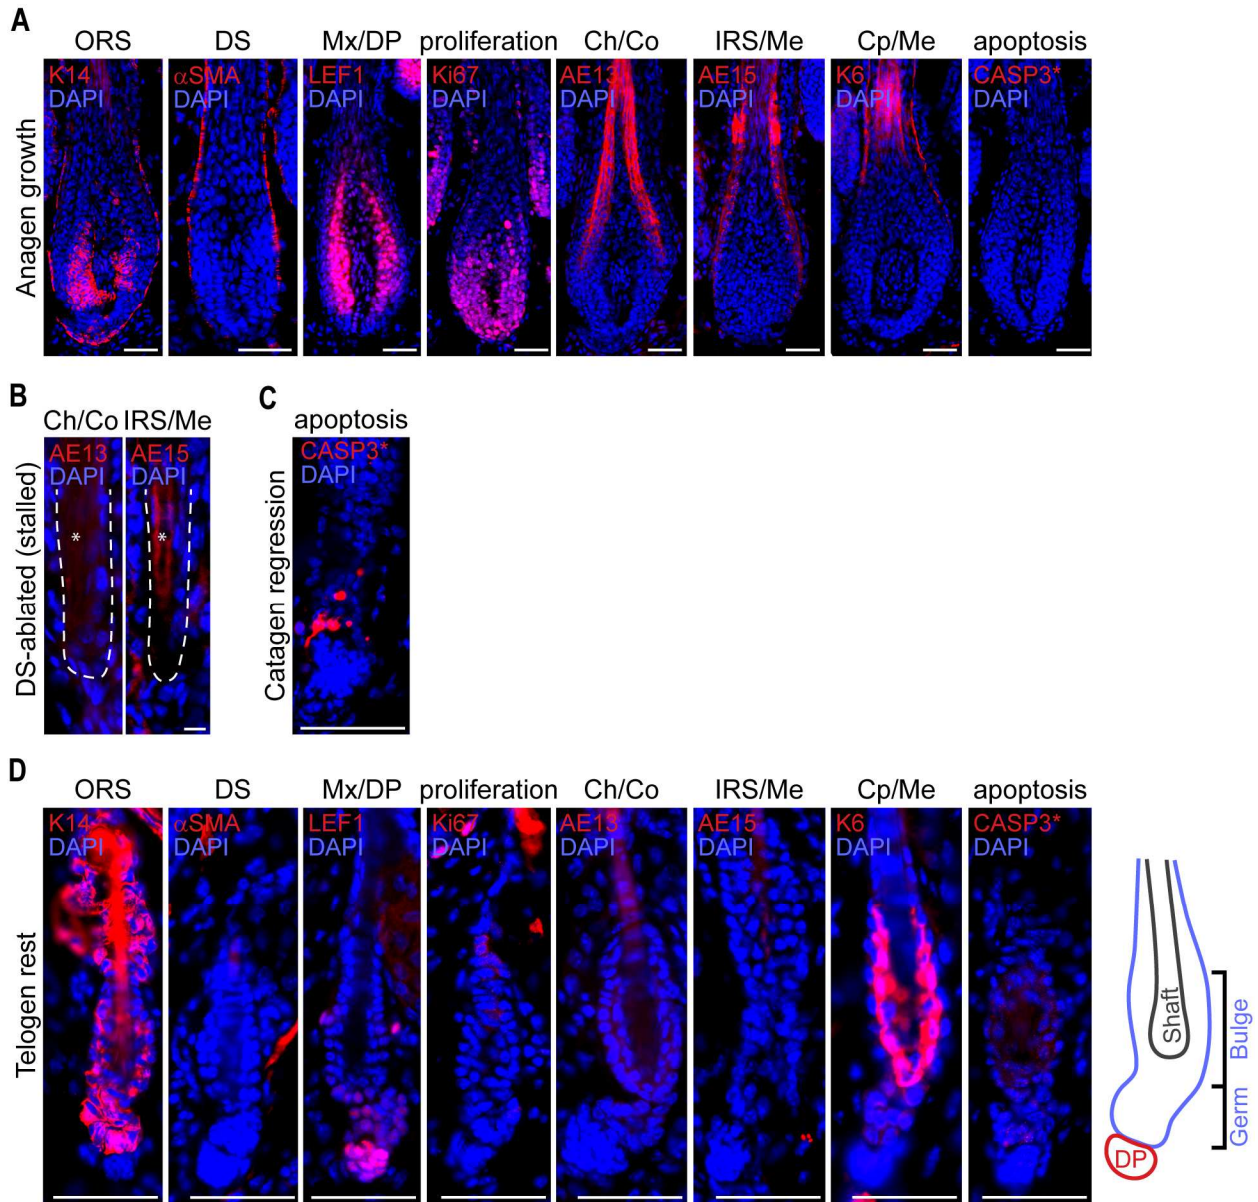 A
ORS DS Mx/DP proliferation Ch/Co IRS/Me Cp/Me apoptosis
K14 αSMA LEF1 Ki67 AE13 AE15 K6 CASP3*
DAPI DAPI DAPI DAPI DAPI DAPI DAPI DAPI
Anagen growth
B
Ch/Co IRS/Me
AE13 AE15
DAPI DAPI
* *
DS-ablated (stalled)
C
apoptosis
CASP3*
DAPI
Catagen regression
D
ORS DS Mx/DP proliferation Ch/Co IRS/Me Cp/Me apoptosis
K14 αSMA LEF1 Ki67 AE13 AE15 K6 CASP3*
DAPI DAPI DAPI DAPI DAPI DAPI DAPI DAPI
Telogen rest
Shaft
Bulge
Germ
DP